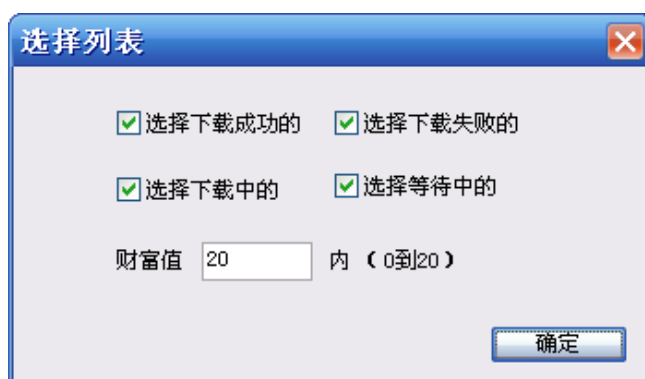 选择列表
选择下载成功的 选择下载失败的
选择下载中的 选择等待中的
财富值 20 内 （0到20）
确定